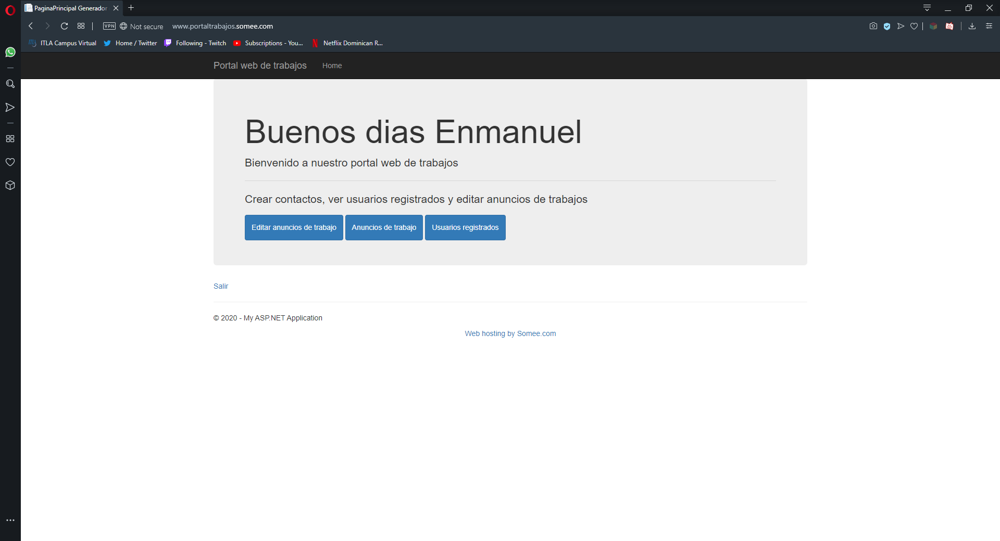 PaginaPrincipal Generador
VPN Not secure www.portaltrabajos.somee.com
ITLA Campus Virtual Home / Twitter Following - Twitch Subscriptions - You... Netflix Dominican R...
Portal web de trabajos Home
Buenos dias Enmanuel
Bienvenido a nuestro portal web de trabajos
Crear contactos, ver usuarios registrados y editar anuncios de trabajos
Editar anuncios de trabajo Anuncios de trabajo Usuarios registrados
Salir
© 2020 - My ASP.NET Application
Web hosting by Somee.com